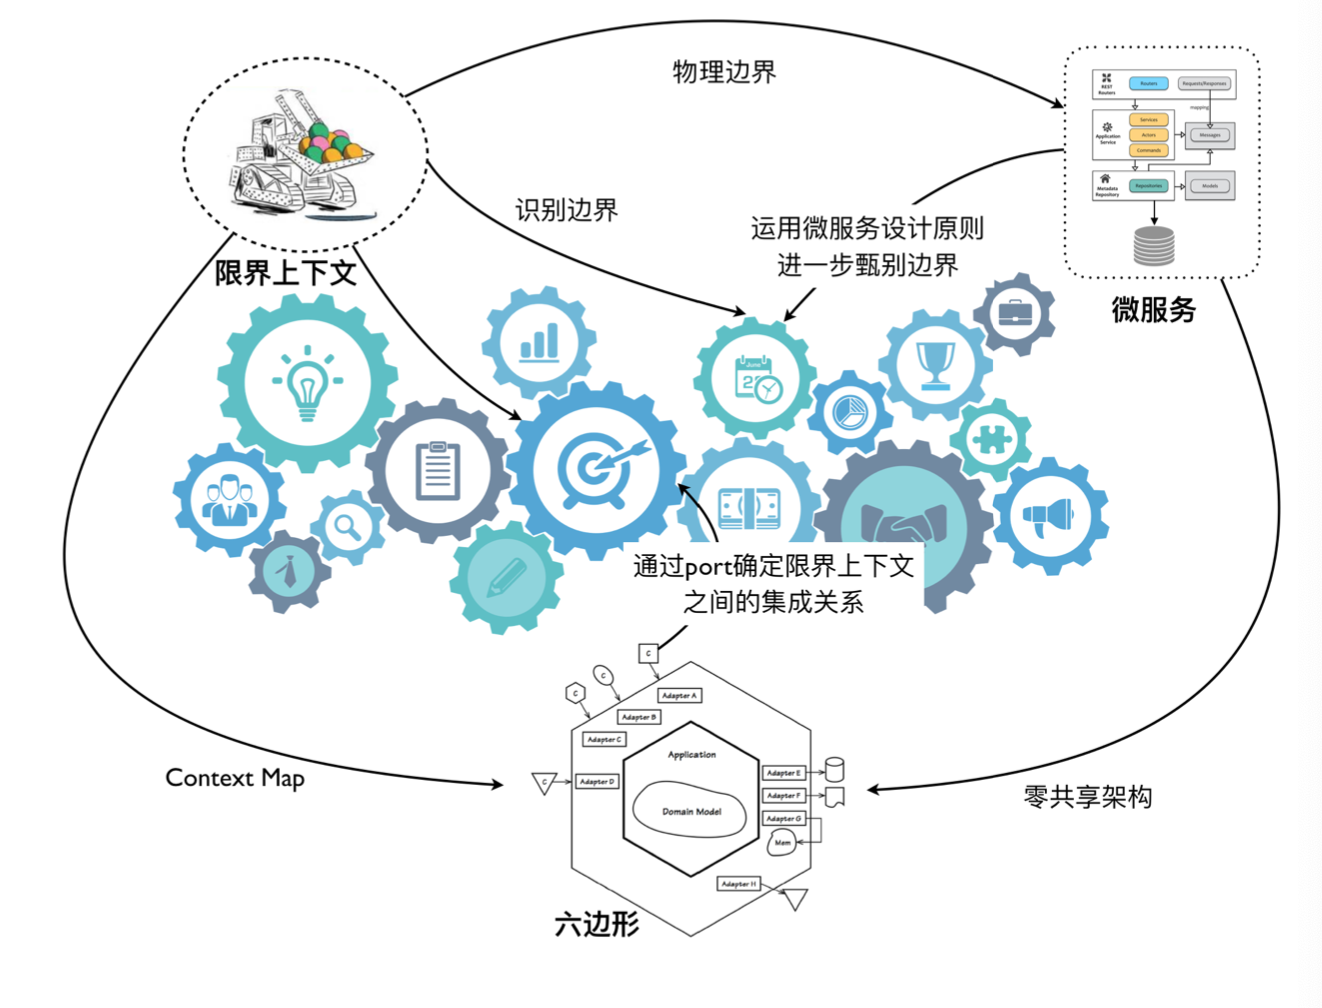 物理边界
REST
Routers
Routers
Requests/Responses
mapping
Services
Application
Service
Actors
Messages
Commands
Metadata
Repository
Repositories
Models
识别边界
运用微服务设计原则
进一步甄别边界
限界上下文
微服务
June
通过port确定限界上下文
之间的集成关系
C
C
C
Adapter A
Adapter B
Adapter C
Application
C
Adapter D
Adapter E
Adapter F
Domain Model
Adapter G
Mem
Adapter H
Context Map
零共享架构
六边形